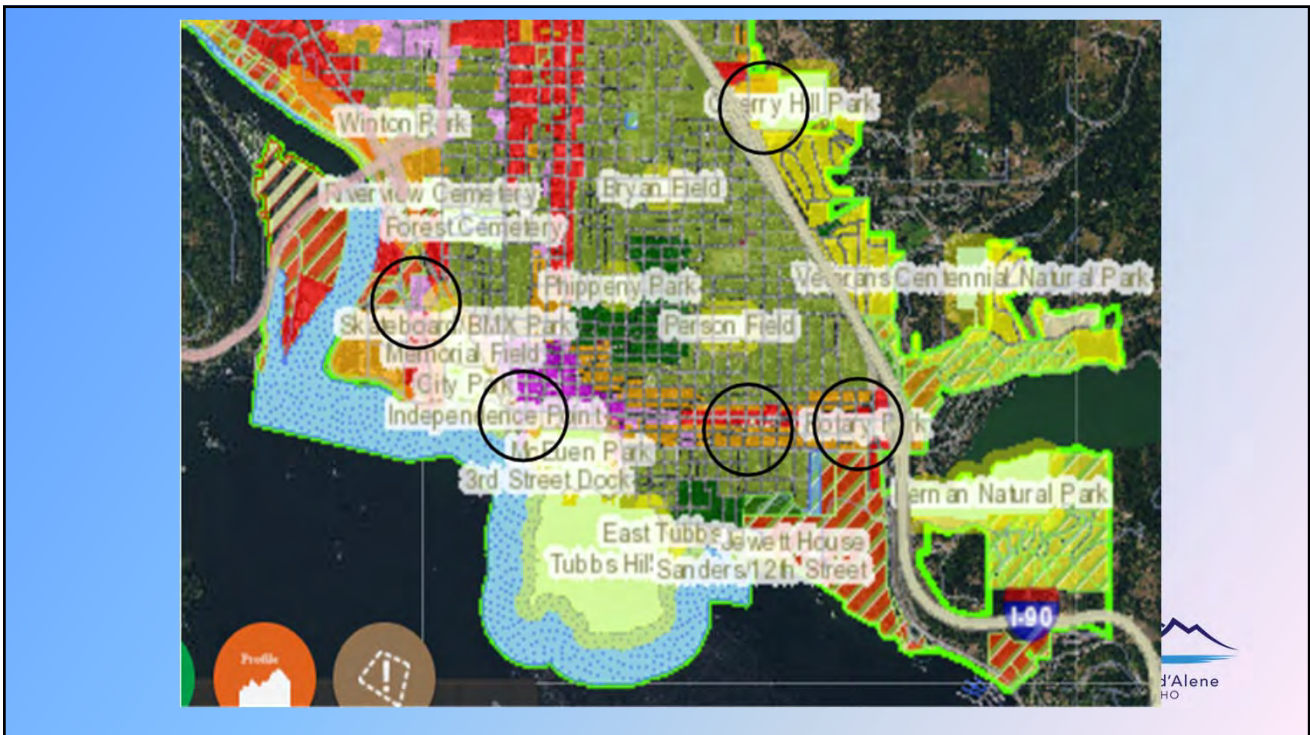 Cherry Hill Park
Winton Park
Bryan Field
Riverview Cemetery
Forest Cemetery
Veterans Centennial Natural Park
Phippeny Park
Skateboard/BMX Park
Person Field
Memorial Field
City Park
Independence Point
Rotary Park
McEuen Park
3rd Street Dock
Fernan Natural Park
East Tubbs
Jewett House
Tubbs Hill
Sanders/12th Street
I-90
Profile
d'Alene
HO